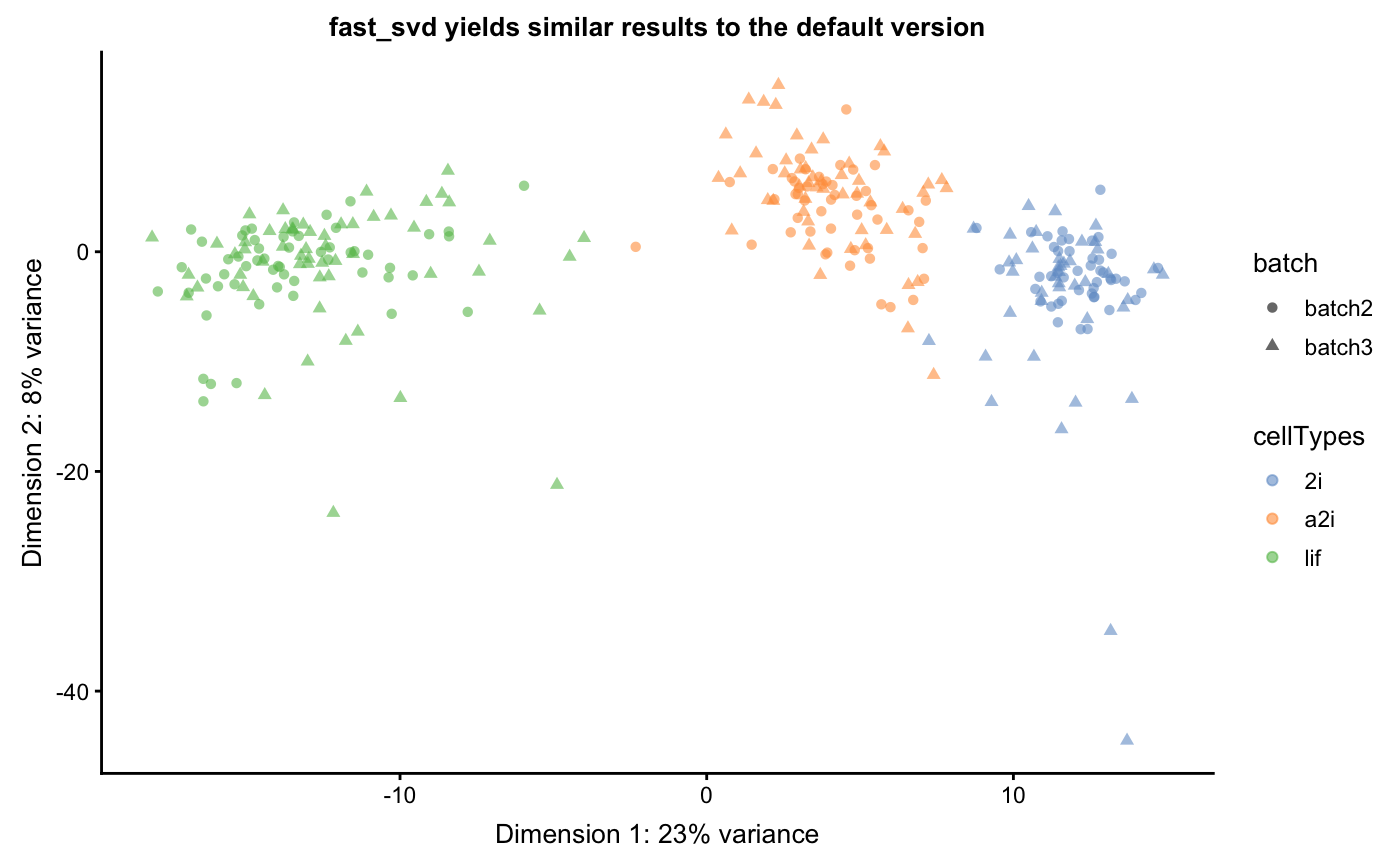 fast_svd yields similar results to the default version
0
-20
-40
Dimension 2: 8% variance
-10
0
10
Dimension 1: 23% variance
batch
batch2
batch3
cellTypes
2i
a2i
lif